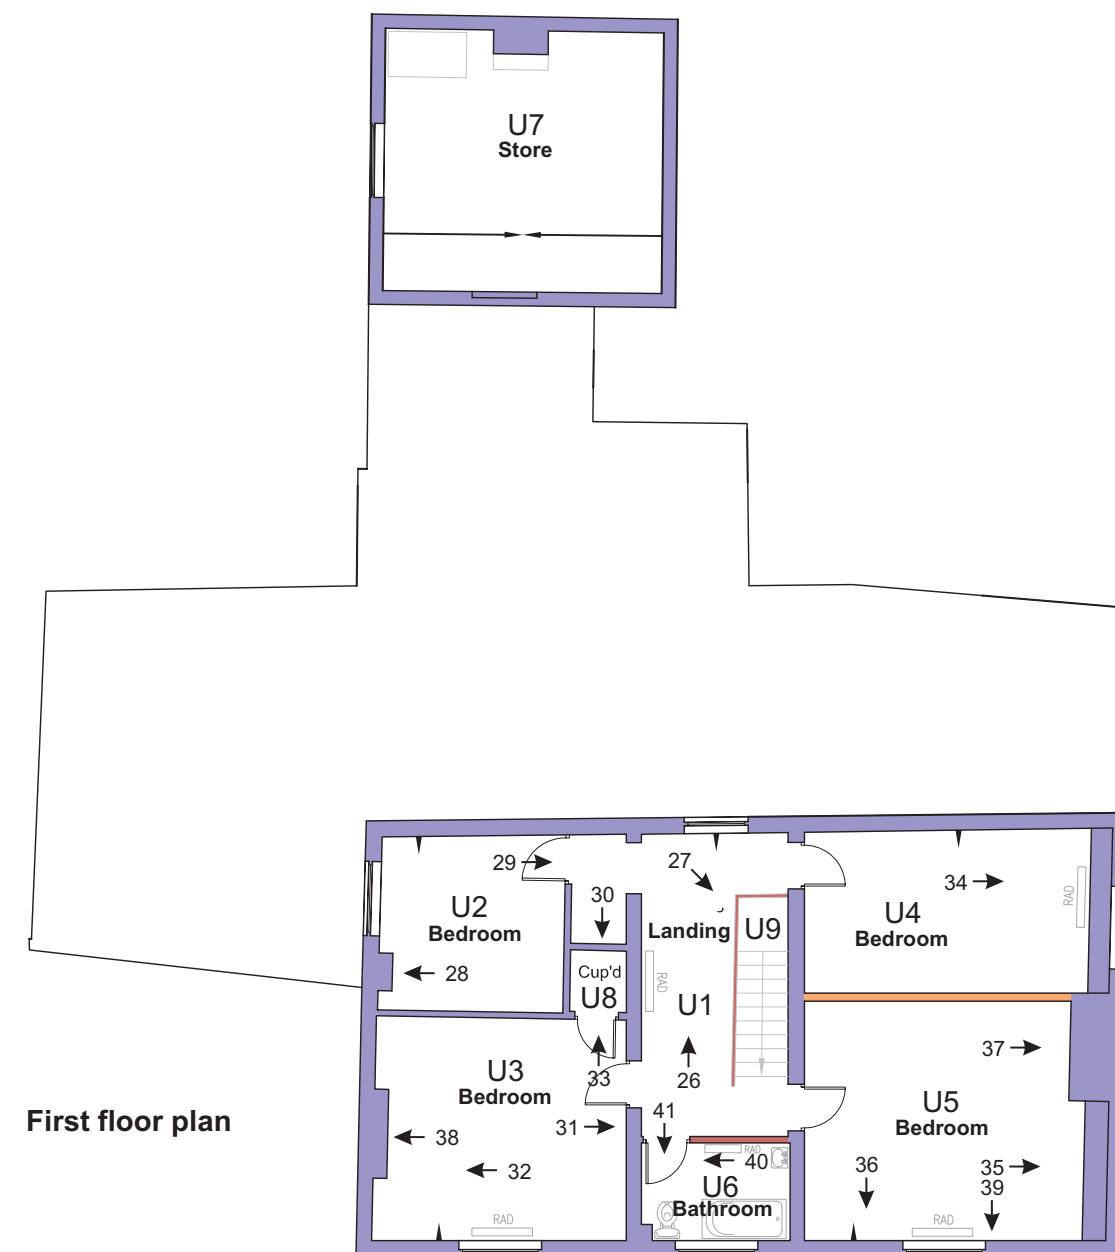 U7
Store
29
27
30
34
RAD
U2
Bedroom
U9
U4
Bedroom
Landing
28
Cup'd
U8
RAD
U1
37
U3
Bedroom
33
26
First floor plan
31
41
U5
Bedroom
38
32
RAD
40
36
35
39
U6
Bathroom
RAD
RAD